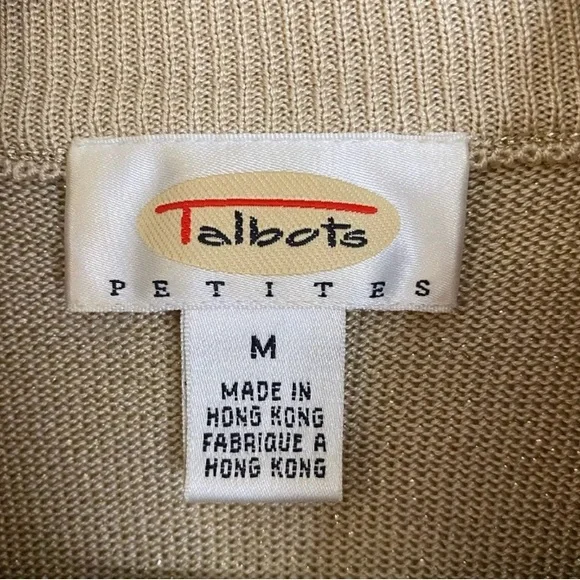 Talbots
PETITES
M
MADE IN
HONG KONG
FABRIQUE A
HONG KONG